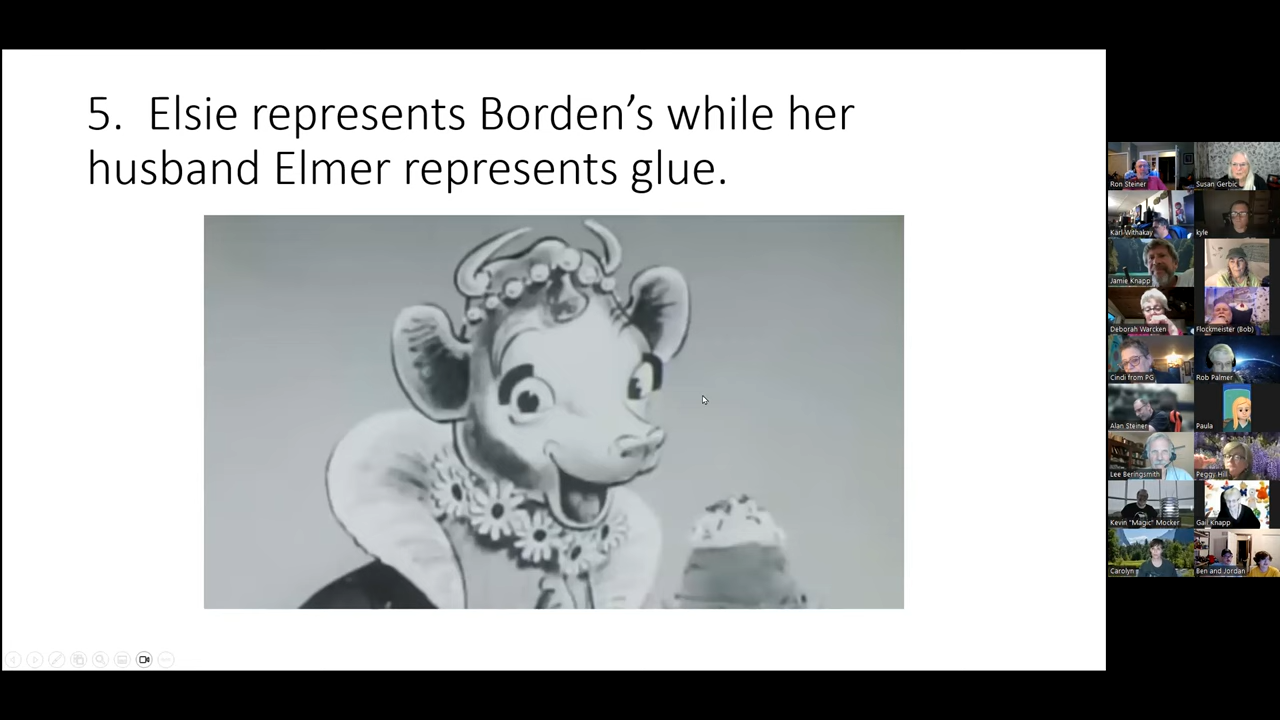 5. Elsie represents Borden's while her
husband Elmer represents glue.
Ron Steiner
Susan Gerbic
Karl Withakay
kyle
Jamie Knapp
Deborah Warcken
Flockmeister (Bob)
Cindi from PG
Rob Palmer
Alan Steiner
Paula
Lee Beringsmith
Peggy Hill
Kevin "Magic" Mocker
Gail Knapp
Carolyn
Ben and Jordan